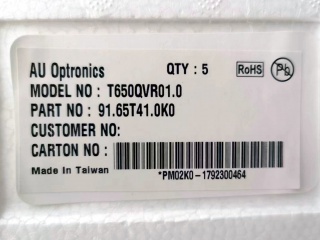 AU Optronics QTY : 5 RoHS Pb
MODEL NO : T650QVR01.0
PART NO : 91.65T41.0K0
CUSTOMER NO:
CARTON NO :
Made In Taiwan *PM02K0-1792300464